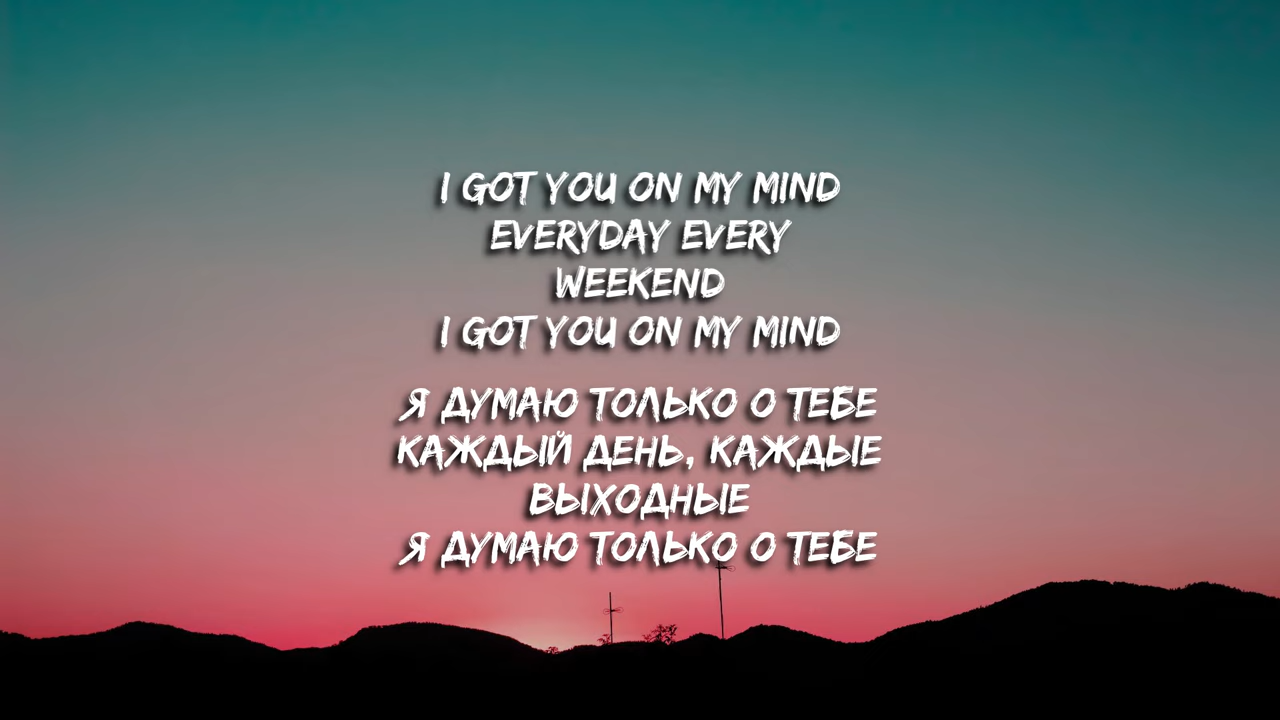 I GOT YOU ON MY MIND
EVERYDAY EVERY
WEEKEND
I GOT YOU ON MY MIND
Я ДУМАЮ ТОЛЬКО О ТЕБЕ
КАЖДЫЙ ДЕНЬ, КАЖДЫЕ
ВЫХОДНЫЕ
Я ДУМАЮ ТОЛЬКО О ТЕБЕ